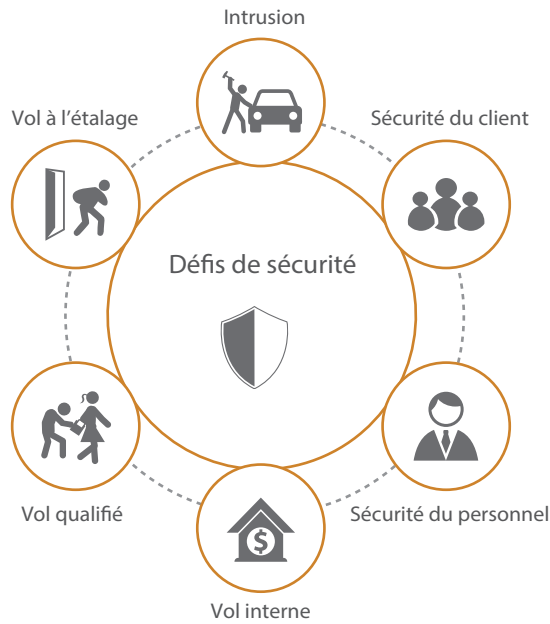 Intrusion
Vol à l'étalage
Sécurité du client
Défis de sécurité
$
Vol qualifié
Sécurité du personnel
Vol interne